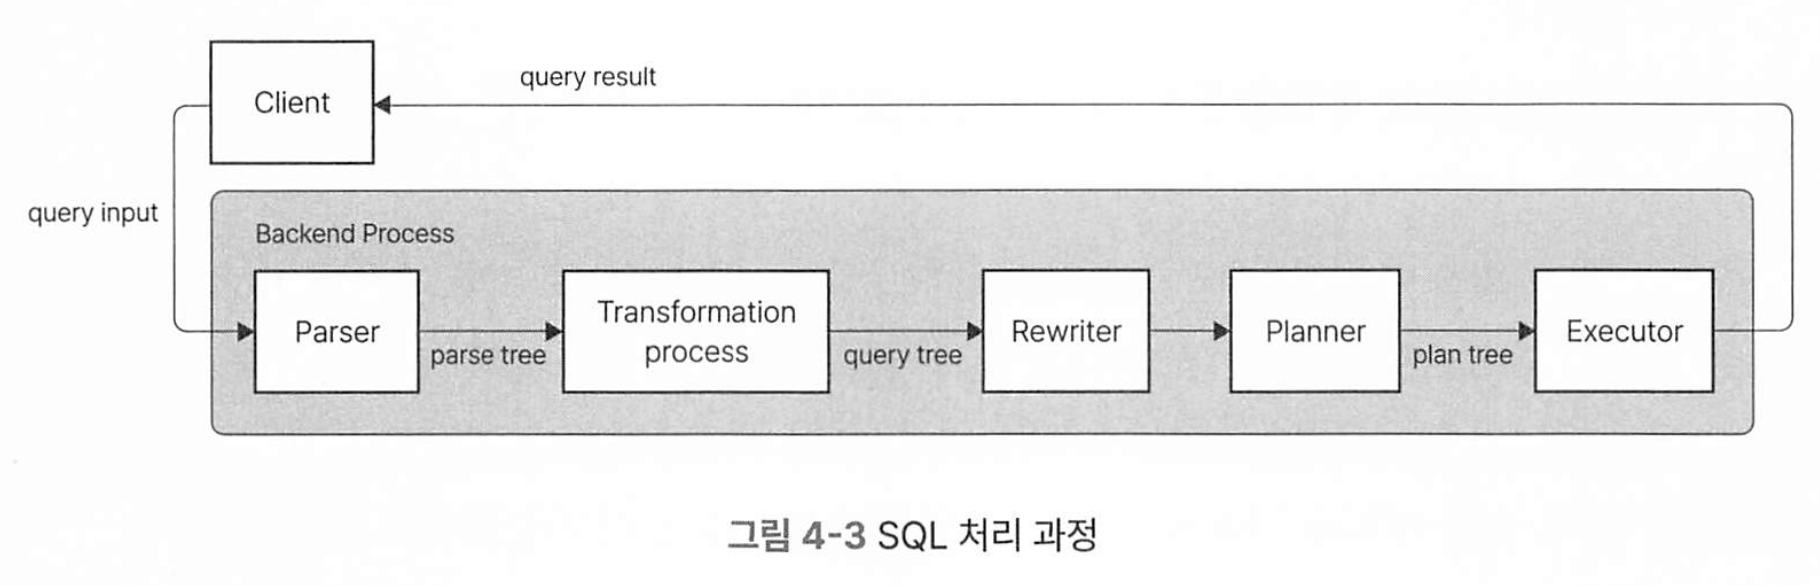 Client
query result
query input
Backend Process
Parser
parse tree
Transformation
process
query tree
Rewriter
Planner
plan tree
Executor
그림 4-3 SQL 처리 과정